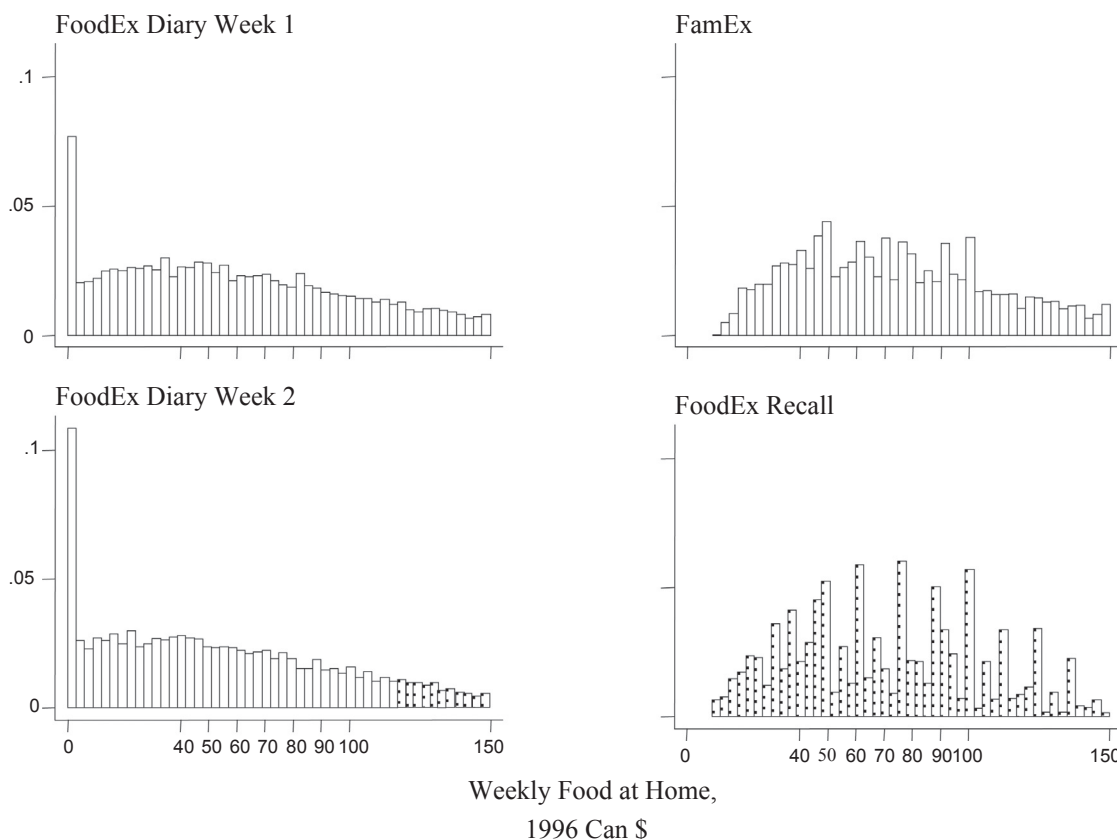 FoodEx Diary Week 1
.1
.05
0
FamEx
FoodEx Diary Week 2
.1
.05
0
0 40 50 60 70 80 90 100 150
FoodEx Recall
0 40 50 60 70 80 90 100 150
Weekly Food at Home,
1996 Can $